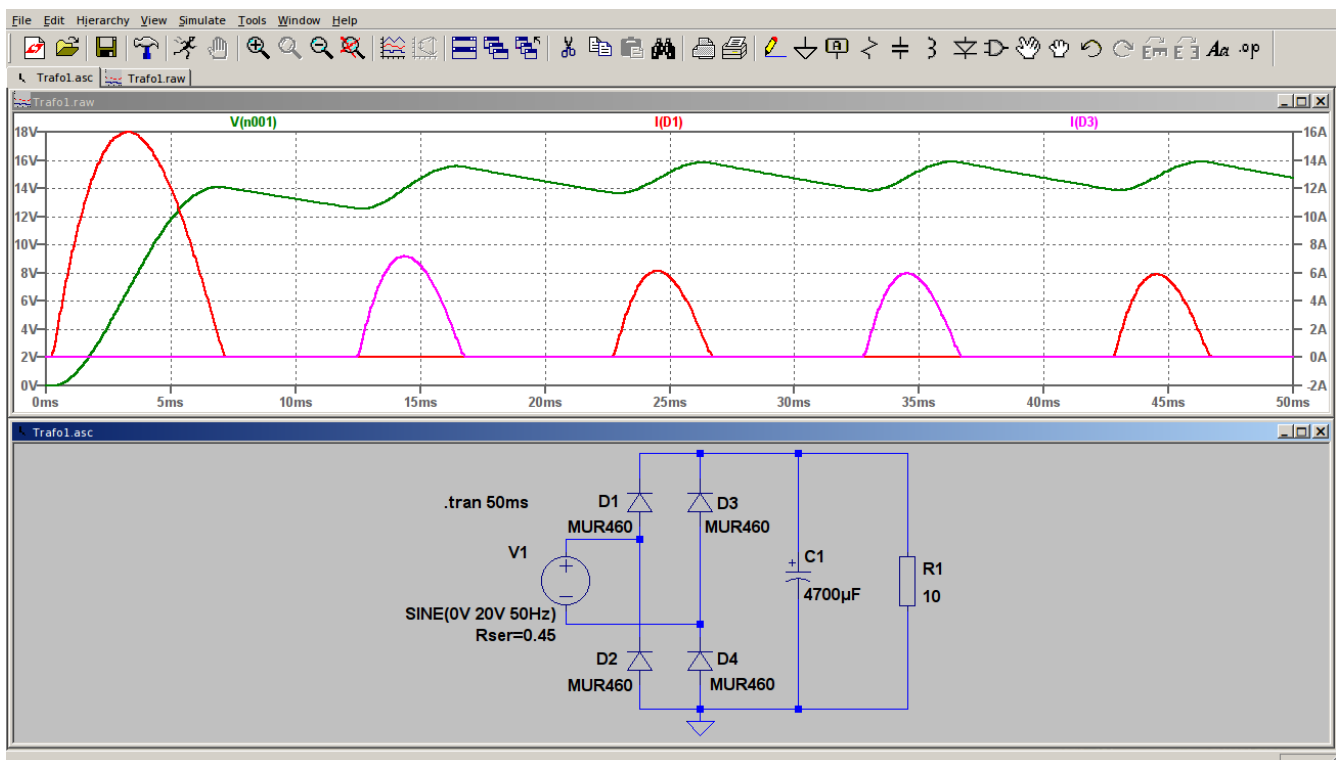 File Edit Hierarchy View Simulate Tools Window Help
Aa .op
Trafo1.asc Trafo1.raw
Trafo1.raw
V(n001) I(D1) I(D3)
18V 16A
16V 14A
14V 12A
12V 10A
10V 8A
8V 6A
6V 4A
4V 2A
2V 0A
0V -2A
0ms 5ms 10ms 15ms 20ms 25ms 30ms 35ms 40ms 45ms 50ms
Trafo1.asc
.tran 50ms D1 D3
MUR460 MUR460
V1
C1
R1
4700µF
10
SINE(0V 20V 50Hz)
Rser=0.45
D2 D4
MUR460 MUR460